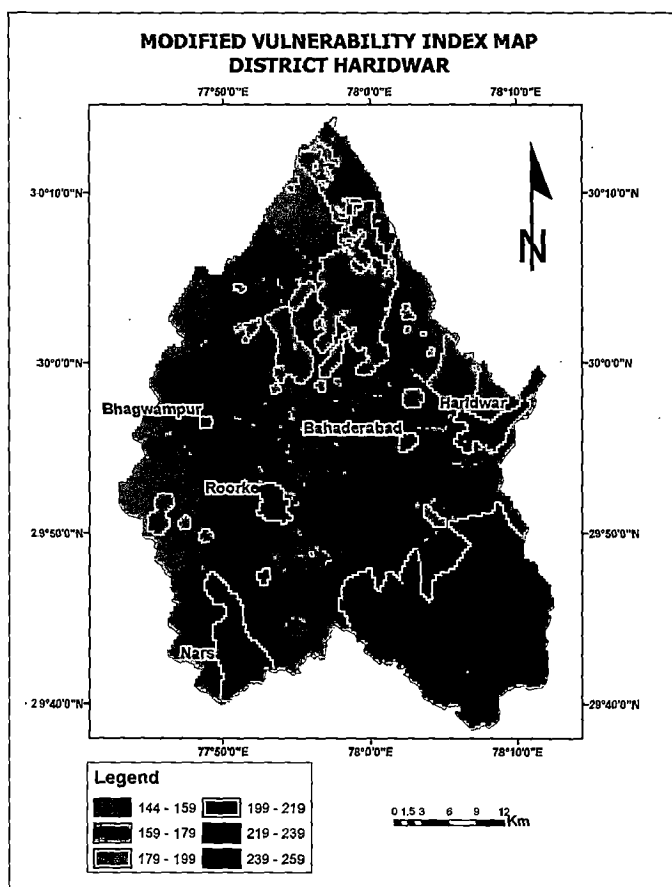 MODIFIED VULNERABILITY INDEX MAP
DISTRICT HARIDWAR
77°50'0"E 78°0'0"E 78°10'0"E
30°10'0"N 30°10'0"N
N
30°0'0"N 30°0'0"N
Bhagwampur Haridwar
Bahaderabad
Roorke
29°50'0"N 29°50'0"N
Nars
29°40'0"N 29°40'0"N
77°50'0"E 78°0'0"E 78°10'0"E
Legend
144 - 159 199 - 219
159 - 179 219 - 239
179 - 199 239 - 259
0 1.5 3 6 9 12
Km